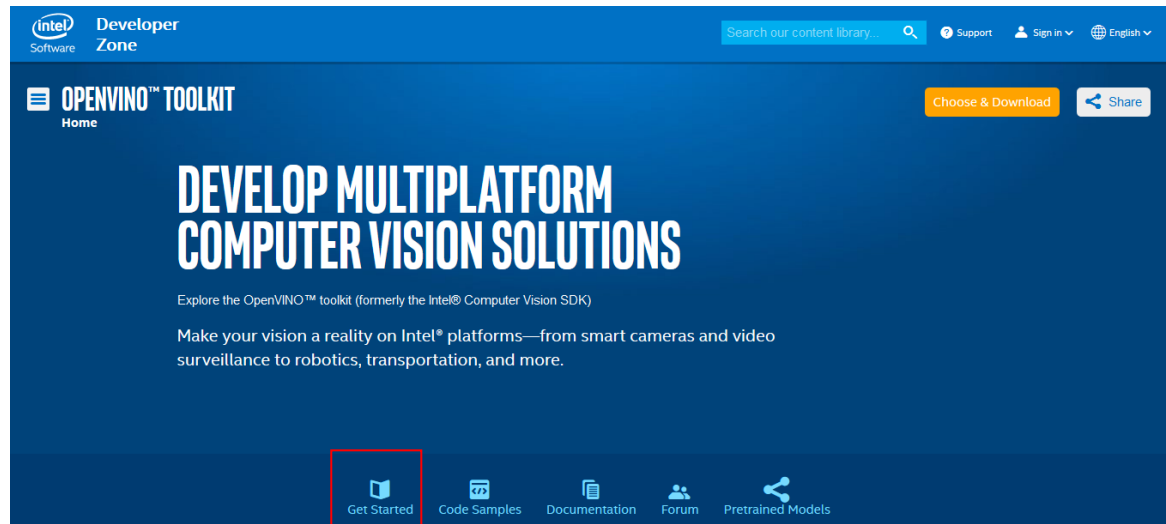 intel Developer
Software Zone
Search our content library...
Support
Sign in
English
OPENVINO™ TOOLKIT
Home
Choose & Download
Share
DEVELOP MULTIPLATFORM
COMPUTER VISION SOLUTIONS
Explore the OpenVINO™ toolkit (formerly the Intel® Computer Vision SDK)
Make your vision a reality on Intel® platforms—from smart cameras and video
surveillance to robotics, transportation, and more.
Get Started
Code Samples
Documentation
Forum
Pretrained Models